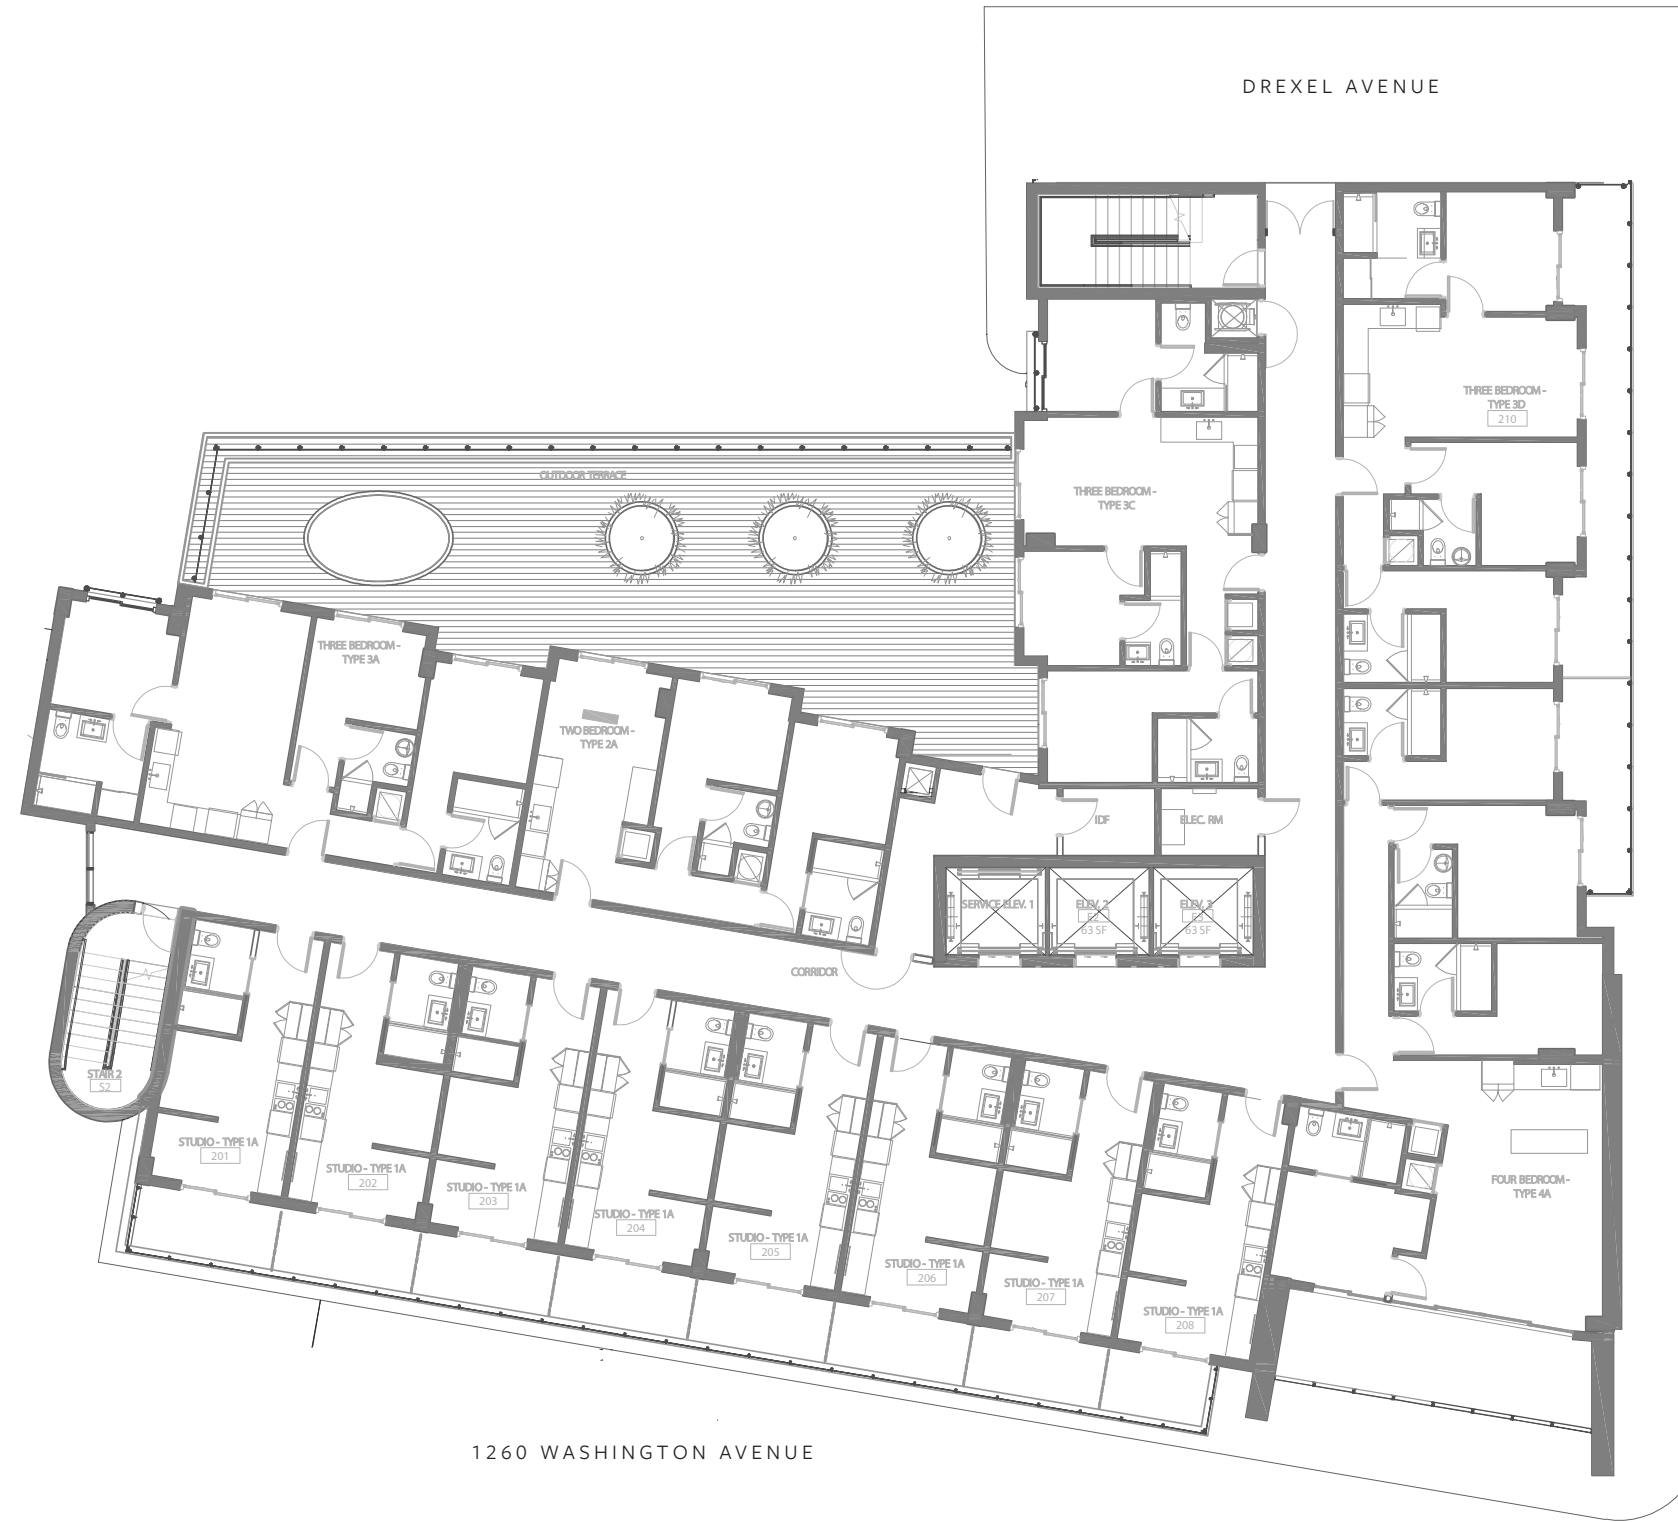 DREXEL AVENUE
THREE BEDROOM -
TYPE 3D
210
OUTDOOR TERRACE
THREE BEDROOM -
TYPE 3C
THREE BEDROOM -
TYPE 3A
TWO BEDROOM -
TYPE 2A
IDF
ELEC. RM
SERVICE ELEV. 1
ELEV. 2
E2
63 SF
ELEV. 3
E3
63 SF
CORRIDOR
STAIR 2
S2
STUDIO - TYPE 1A
201
STUDIO - TYPE 1A
202
STUDIO - TYPE 1A
203
STUDIO - TYPE 1A
204
STUDIO - TYPE 1A
205
STUDIO - TYPE 1A
206
STUDIO - TYPE 1A
207
STUDIO - TYPE 1A
208
FOUR BEDROOM -
TYPE 4A
1260 WASHINGTON AVENUE